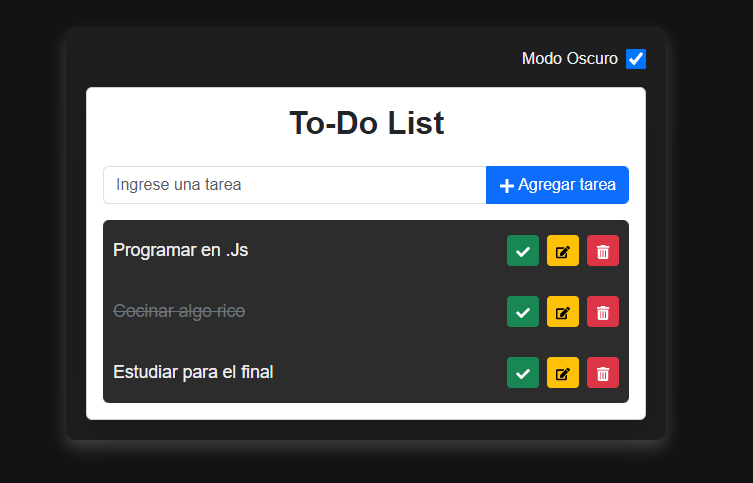 Modo Oscuro
To-Do List
Ingrese una tarea
Agregar tarea
Programar en .Js
Cocinar algo rico
Estudiar para el final